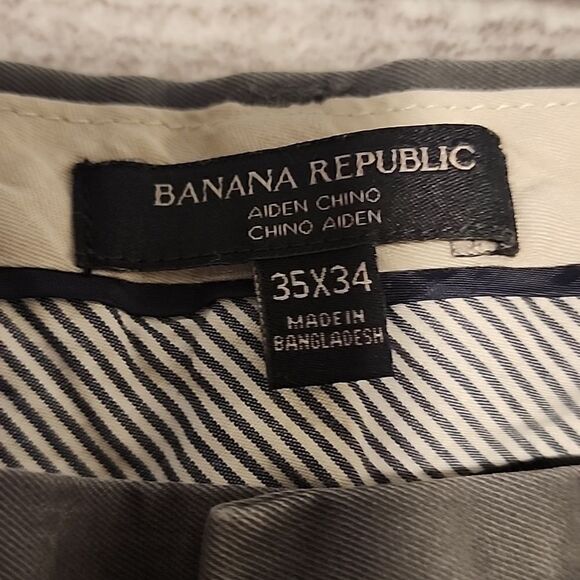 BANANA REPUBLIC
AIDEN CHINO
CHINO AIDEN
35X34
MADE IN
BANGLADESH